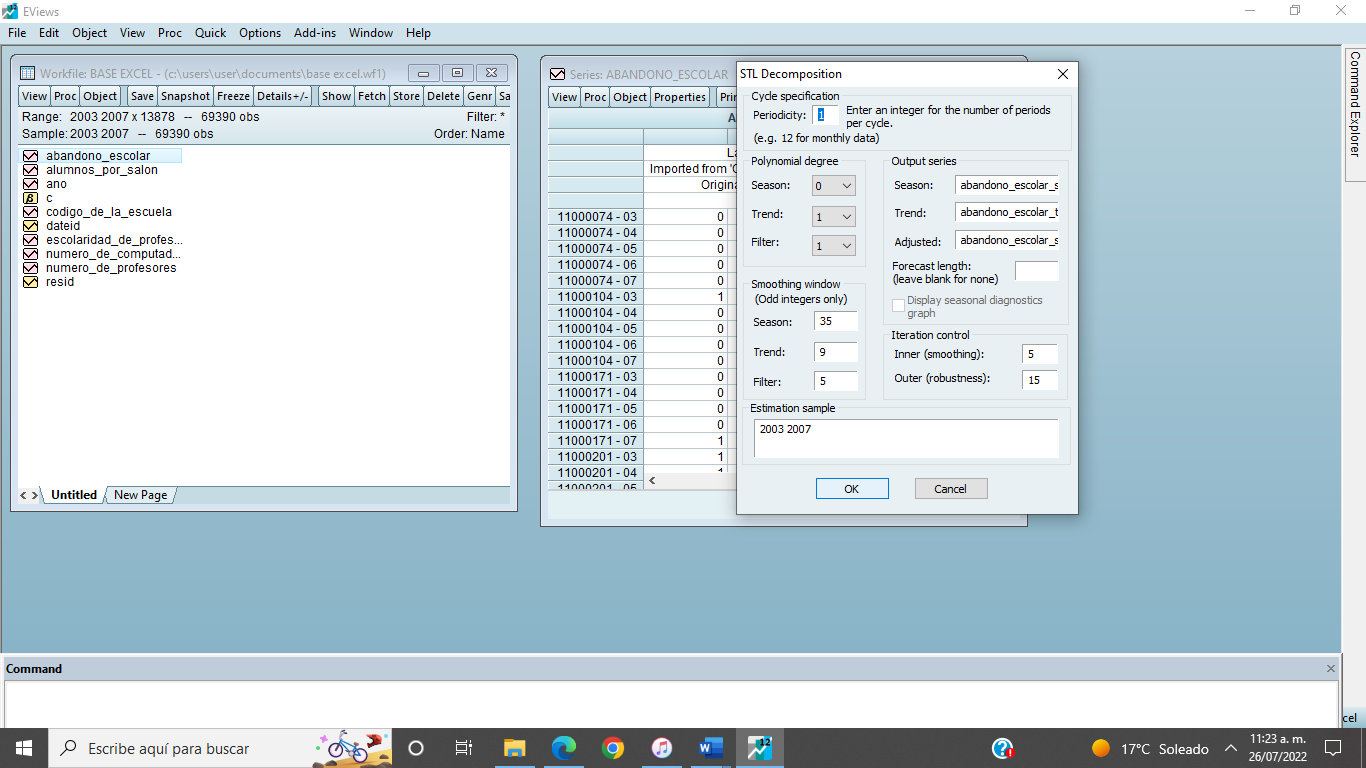 EViews
File Edit Object View Proc Quick Options Add-ins Window Help
Workfile: BASE EXCEL - (c:\users\user\documents\base excel.wf1)
View Proc Object Save Snapshot Freeze Details+/- Show Fetch Store Delete Genr Sa
Range: 2003 2007 x 13878 -- 69390 obs Filter: *
Sample: 2003 2007 -- 69390 obs Order: Name
abandono_escolar
alumnos_por_salon
ano
β c
codigo_de_la_escuela
dateid
escolaridad_de_profes...
numero_de_computad...
numero_de_profesores
resid
< > Untitled New Page
Series: ABANDONO_ESCOLAR
View Proc Object Properties Prin
A
La
Imported from 'C
Origina
11000074 - 03 0
11000074 - 04 0
11000074 - 05 0
11000074 - 06 0
11000074 - 07 0
11000104 - 03 1
11000104 - 04 0
11000104 - 05 0
11000104 - 06 0
11000104 - 07 0
11000171 - 03 0
11000171 - 04 0
11000171 - 05 0
11000171 - 06 0
11000171 - 07 1
11000201 - 03 1
11000201 - 04 1
11000201 - 05
<
STL Decomposition
Cycle specification
Periodicity: 1 Enter an integer for the number of periods
per cycle.
(e.g. 12 for monthly data)
Polynomial degree
Season: 0
Trend: 1
Filter: 1
Smoothing window
(Odd integers only)
Season: 35
Trend: 9
Filter: 5
Output series
Season: abandono_escolar_s
Trend: abandono_escolar_t
Adjusted: abandono_escolar_s
Forecast length:
(leave blank for none)
Display seasonal diagnostics
graph
Iteration control
Inner (smoothing): 5
Outer (robustness): 15
Estimation sample
2003 2007
OK Cancel
Command Explorer
Command
cel
Escribe aquí para buscar
W
12
17°C Soleado
11:23 a. m.
26/07/2022